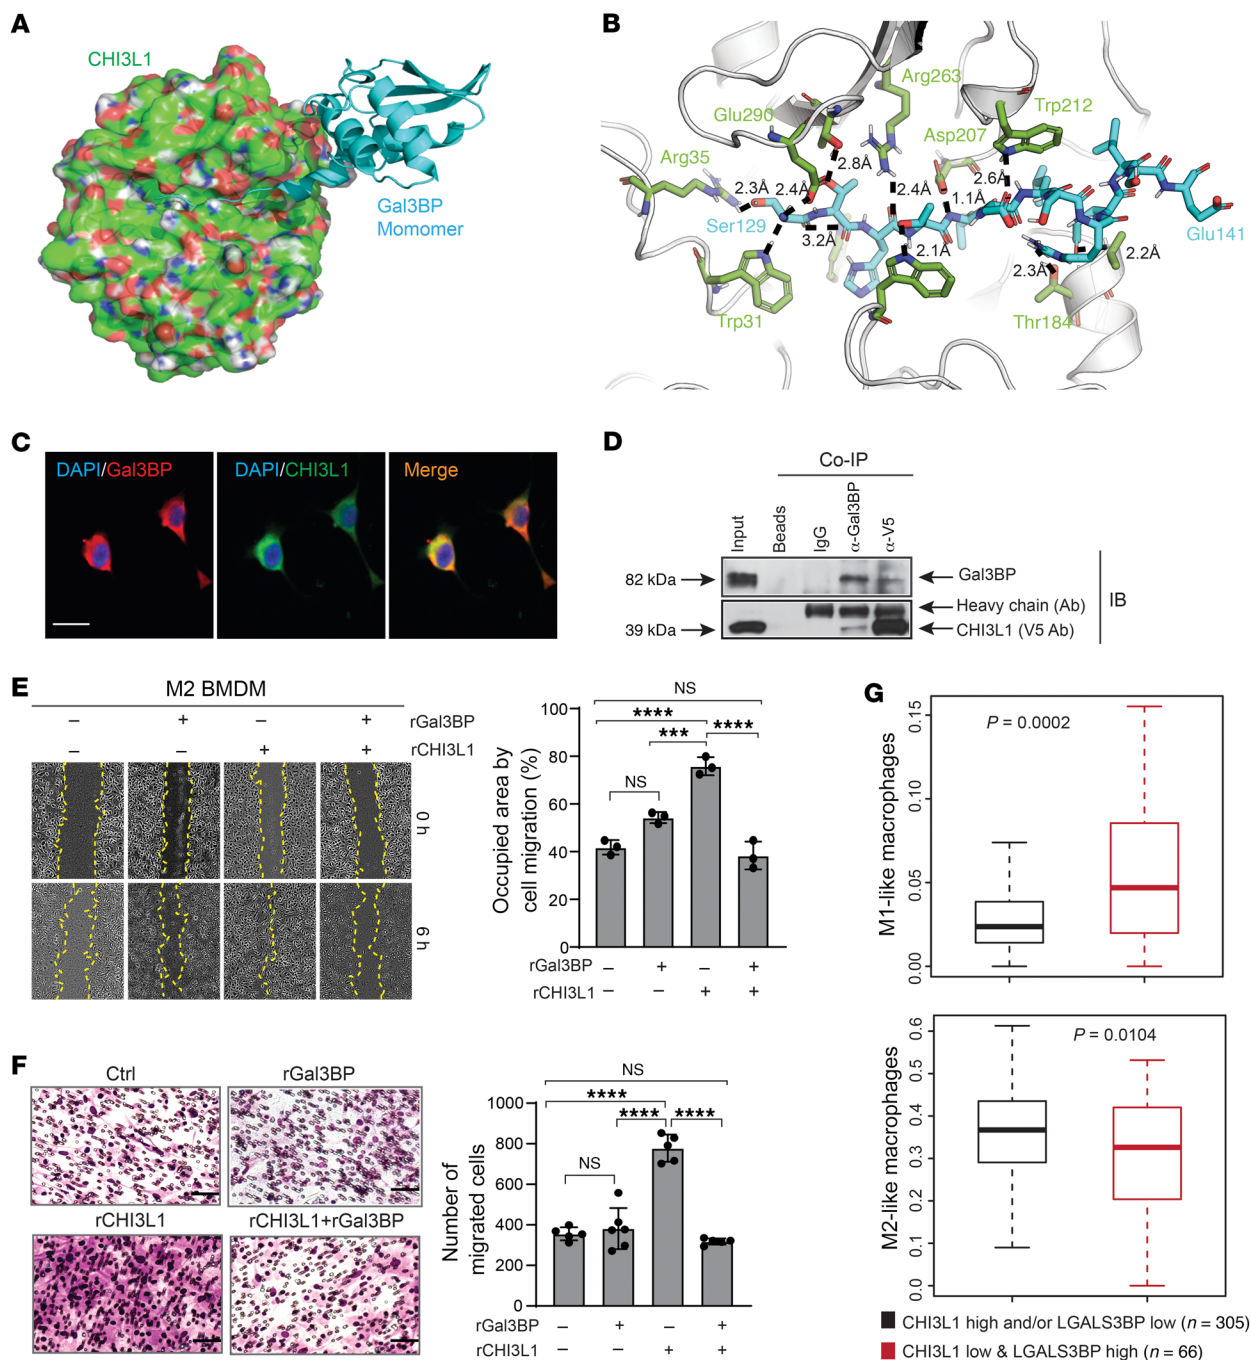 A
CHI3L1
Gal3BP
Momomer
B
Arg263
Trp212
Glu290
Asp207
Arg35
2.8Å
2.6Å
2.3Å
2.4Å
2.4Å
1.1Å
Ser129
Glu141
3.2Å
2.1Å
2.2Å
2.3Å
Trp31
Thr184
C
DAPI/Gal3BP
DAPI/CHI3L1
Merge
D
Co-IP
Input
Beads
IgG
α-Gal3BP
α-V5
82 kDa
Gal3BP
Heavy chain (Ab)
IB
39 kDa
CHI3L1 (V5 Ab)
E
M2 BMDM
– + – + rGal3BP
– – + + rCHI3L1
0 h
6 h
NS
****
*** ****
NS
Occupied area by
cell migration (%)
100
80
60
40
20
0
rGal3BP – + – +
rCHI3L1 – – + +
F
Ctrl
rGal3BP
rCHI3L1
rCHI3L1+rGal3BP
NS
****
**** ****
NS
Number of
migrated cells
1000
800
600
400
200
0
rGal3BP – + – +
rCHI3L1 – – + +
G
P = 0.0002
M1-like macrophages
0.15
0.10
0.05
0.00
P = 0.0104
M2-like macrophages
0.6
0.5
0.4
0.3
0.2
0.1
0.0
CHI3L1 high and/or LGALS3BP low (n = 305)
CHI3L1 low & LGALS3BP high (n = 66)